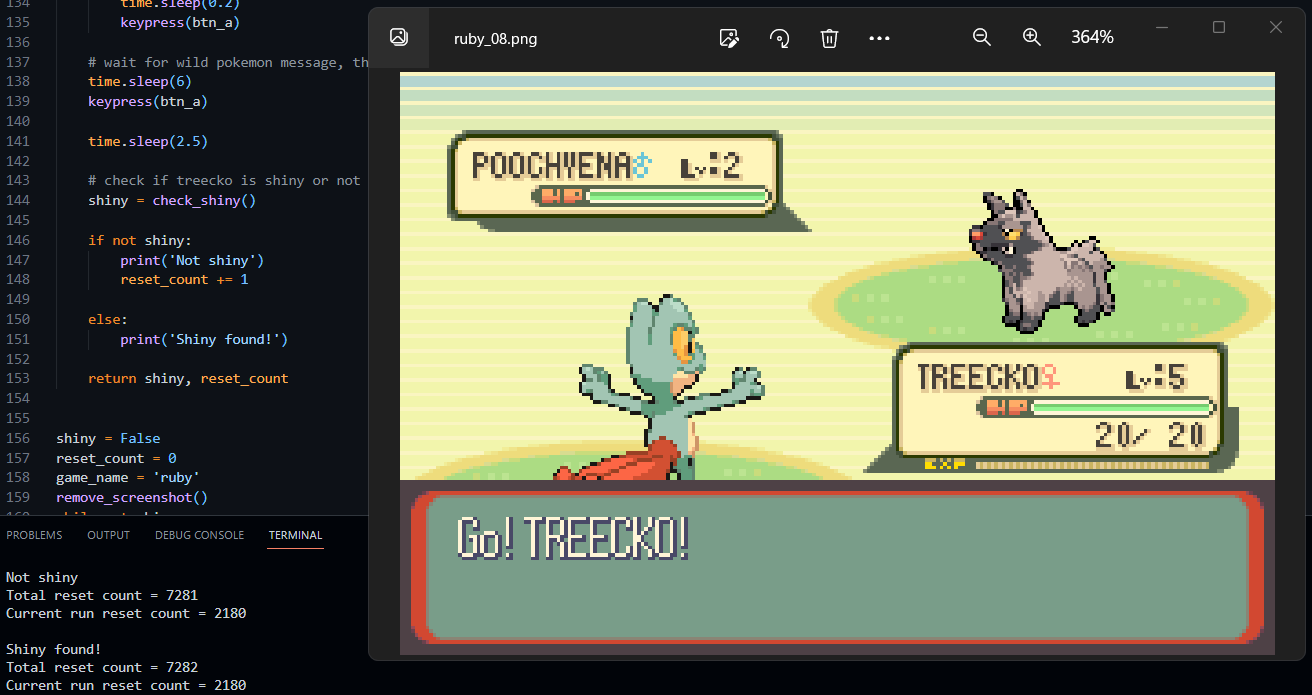 134 time.sleep(0.2)
135 keypress(btn_a)
136
137 # wait for wild pokemon message, th
138 time.sleep(6)
139 keypress(btn_a)
140
141 time.sleep(2.5)
142
143 # check if treecko is shiny or not
144 shiny = check_shiny()
145
146 if not shiny:
147 print('Not shiny')
148 reset_count += 1
149
150 else:
151 print('Shiny found!')
152
153 return shiny, reset_count
154
155
156 shiny = False
157 reset_count = 0
158 game_name = 'ruby'
159 remove_screenshot()
PROBLEMS OUTPUT DEBUG CONSOLE TERMINAL
Not shiny
Total reset count = 7281
Current run reset count = 2180
Shiny found!
Total reset count = 7282
Current run reset count = 2180
ruby_08.png
364%
POOCHYENA♂ Lv:2
HP
TREECKO♀ Lv:5
HP
20/ 20
EXP
Go! TREECKO!